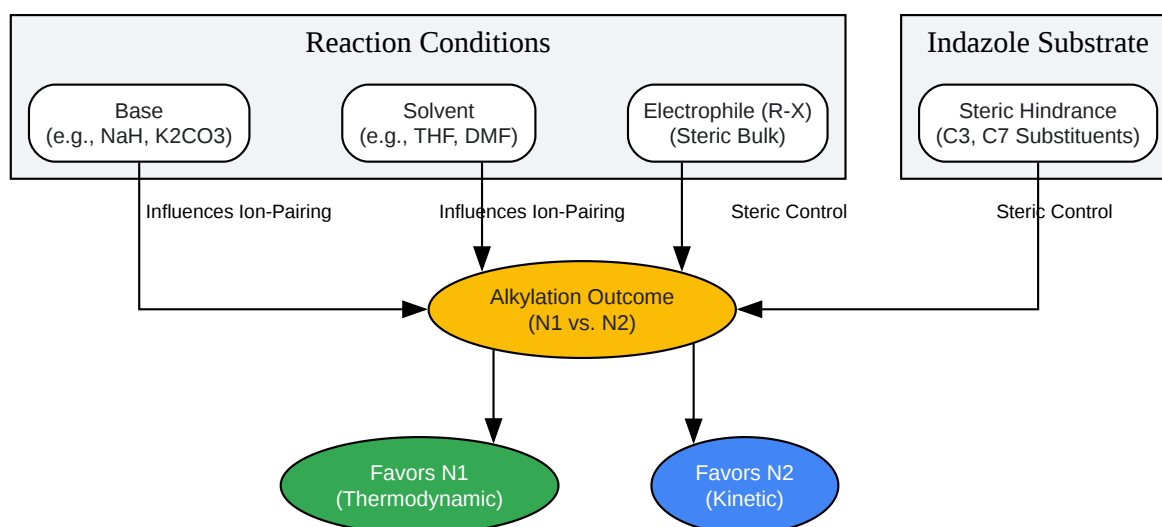 Reaction Conditions
Indazole Substrate
Base
(e.g., NaH, K2CO3)
Solvent
(e.g., THF, DMF)
Electrophile (R-X)
(Steric Bulk)
Steric Hindrance
(C3, C7 Substituents)
Influences Ion-Pairing
Influences Ion-Pairing
Steric Control
Steric Control
Alkylation Outcome
(N1 vs. N2)
Favors N1
(Thermodynamic)
Favors N2
(Kinetic)